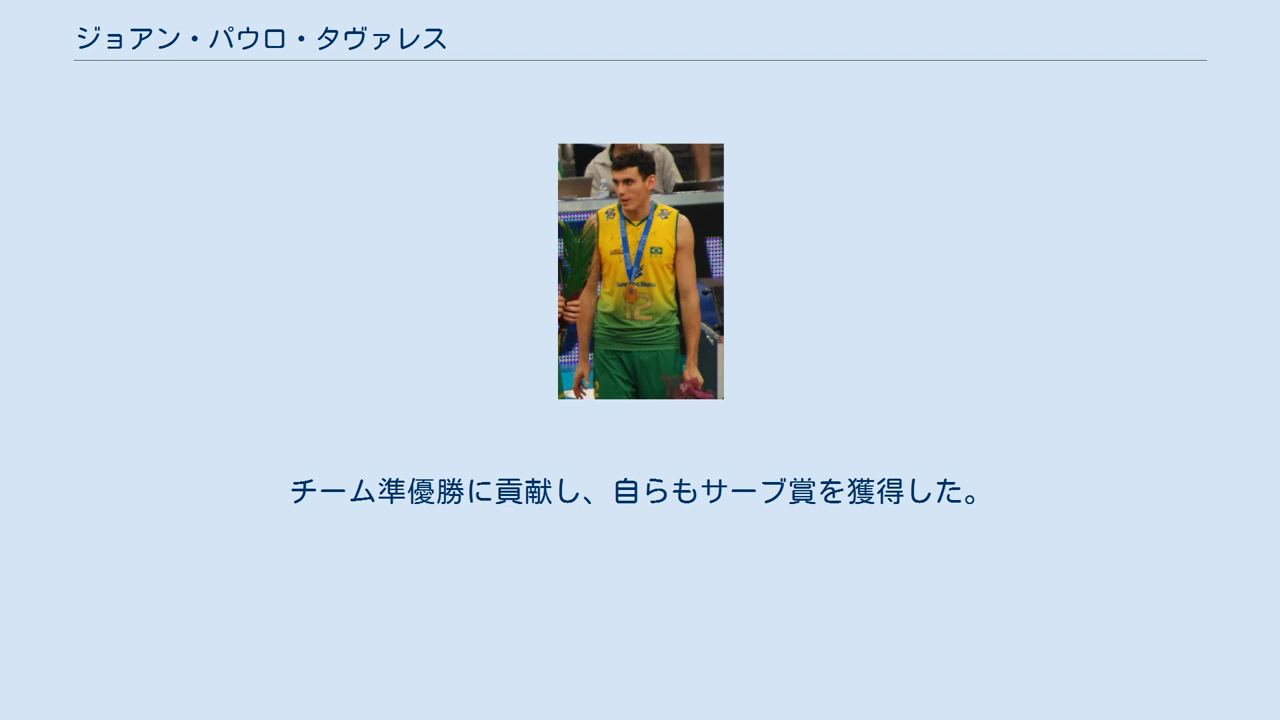 ジョアン・パウロ・タヴァレス
12
チーム準優勝に貢献し、自らもサーブ賞を獲得した。